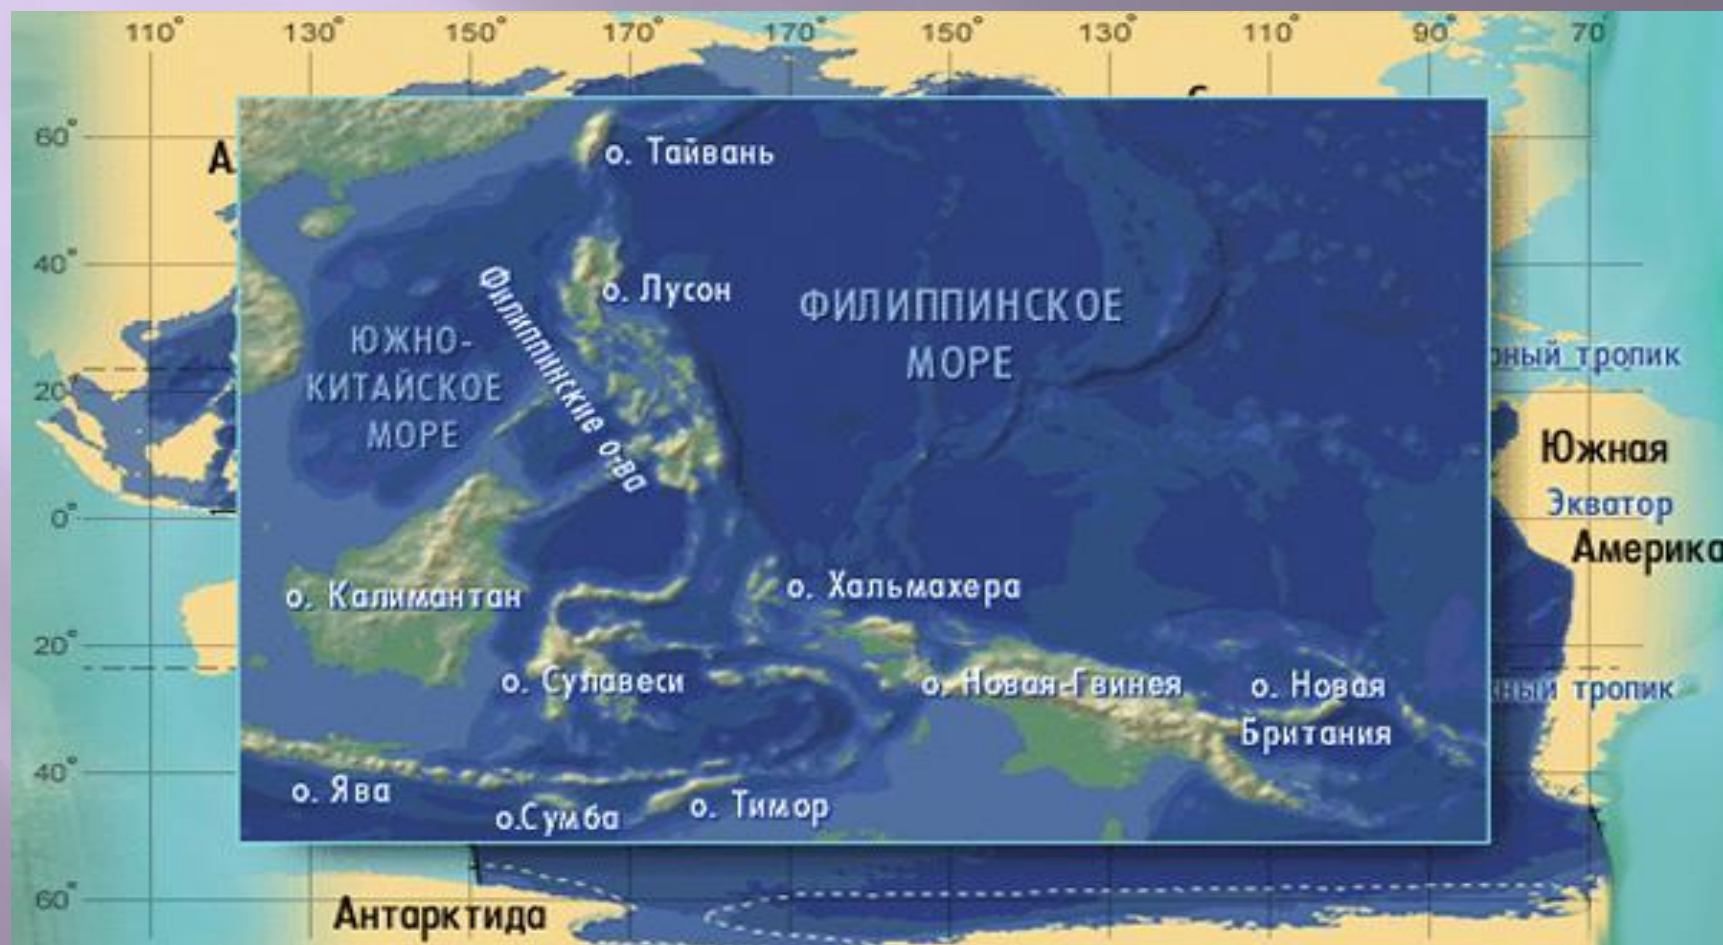 110° 130° 150° 170° 170° 150° 130° 110° 90° 70°
60°
о. Тайвань
40°
о. Лусон
ФИЛИППИНСКОЕ
МОРЕ
Филиппинские о-ва
ЮЖНО-
КИТАЙСКОЕ
МОРЕ
тропик
20°
Южная
Экватор
0°
Америка
о. Калимантан
о. Хальмахера
20°
о. Сулавеси
о. Новая-Гвинея
о. Новая
Британия
тропик
40°
о. Ява
о.Сумба
о. Тимор
60°
Антарктида